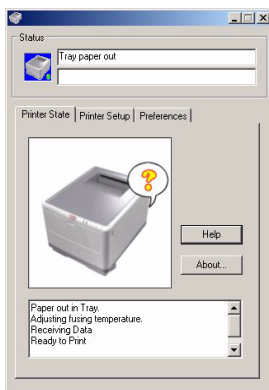 Status
Tray paper out
Printer State
Printer Setup
Preferences
?
Help
About...
Paper out in Tray.
Adjusting fusing temperature.
Receiving Data
Ready to Print